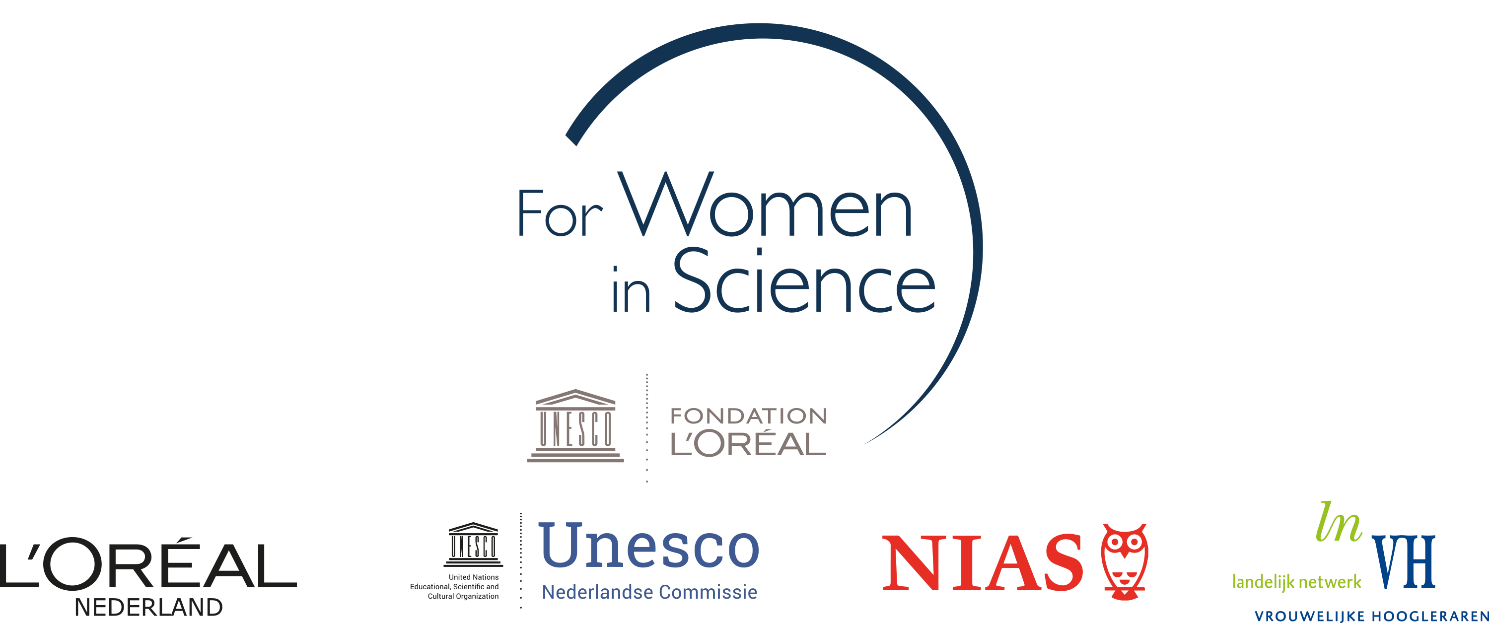 For Women
in Science
UNESCO
FONDATION
L'ORÉAL
L'ORÉAL
NEDERLAND
UNESCO
United Nations
Educational, Scientific and
Cultural Organization
Unesco
Nederlandse Commissie
NIAS
ln
VH
landelijk netwerk
VROUWELIJKE HOOGLERAREN